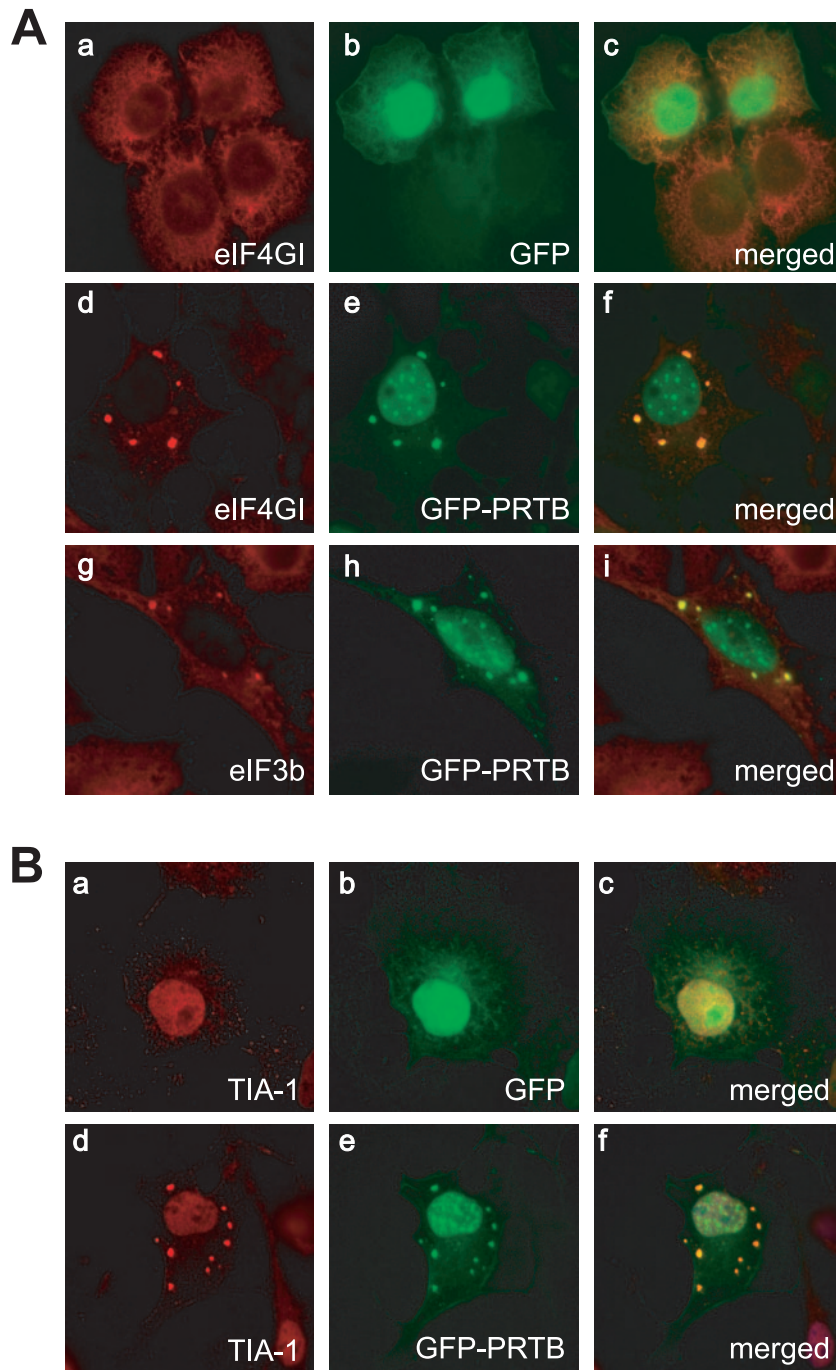 A
a b c
eIF4GI GFP merged
d e f
eIF4GI GFP-PRTB merged
g h i
eIF3b GFP-PRTB merged
B
a b c
TIA-1 GFP merged
d e f
TIA-1 GFP-PRTB merged